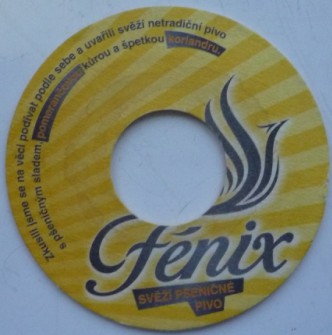 Zkusili jsme se na věci podívat podle sebe a uvařili svěží netradiční pivo
s pšeničným sladem, pomerančovou kůrou a špetkou koriandru.
Fénix
SVĚŽÍ PŠENIČNÉ
PIVO